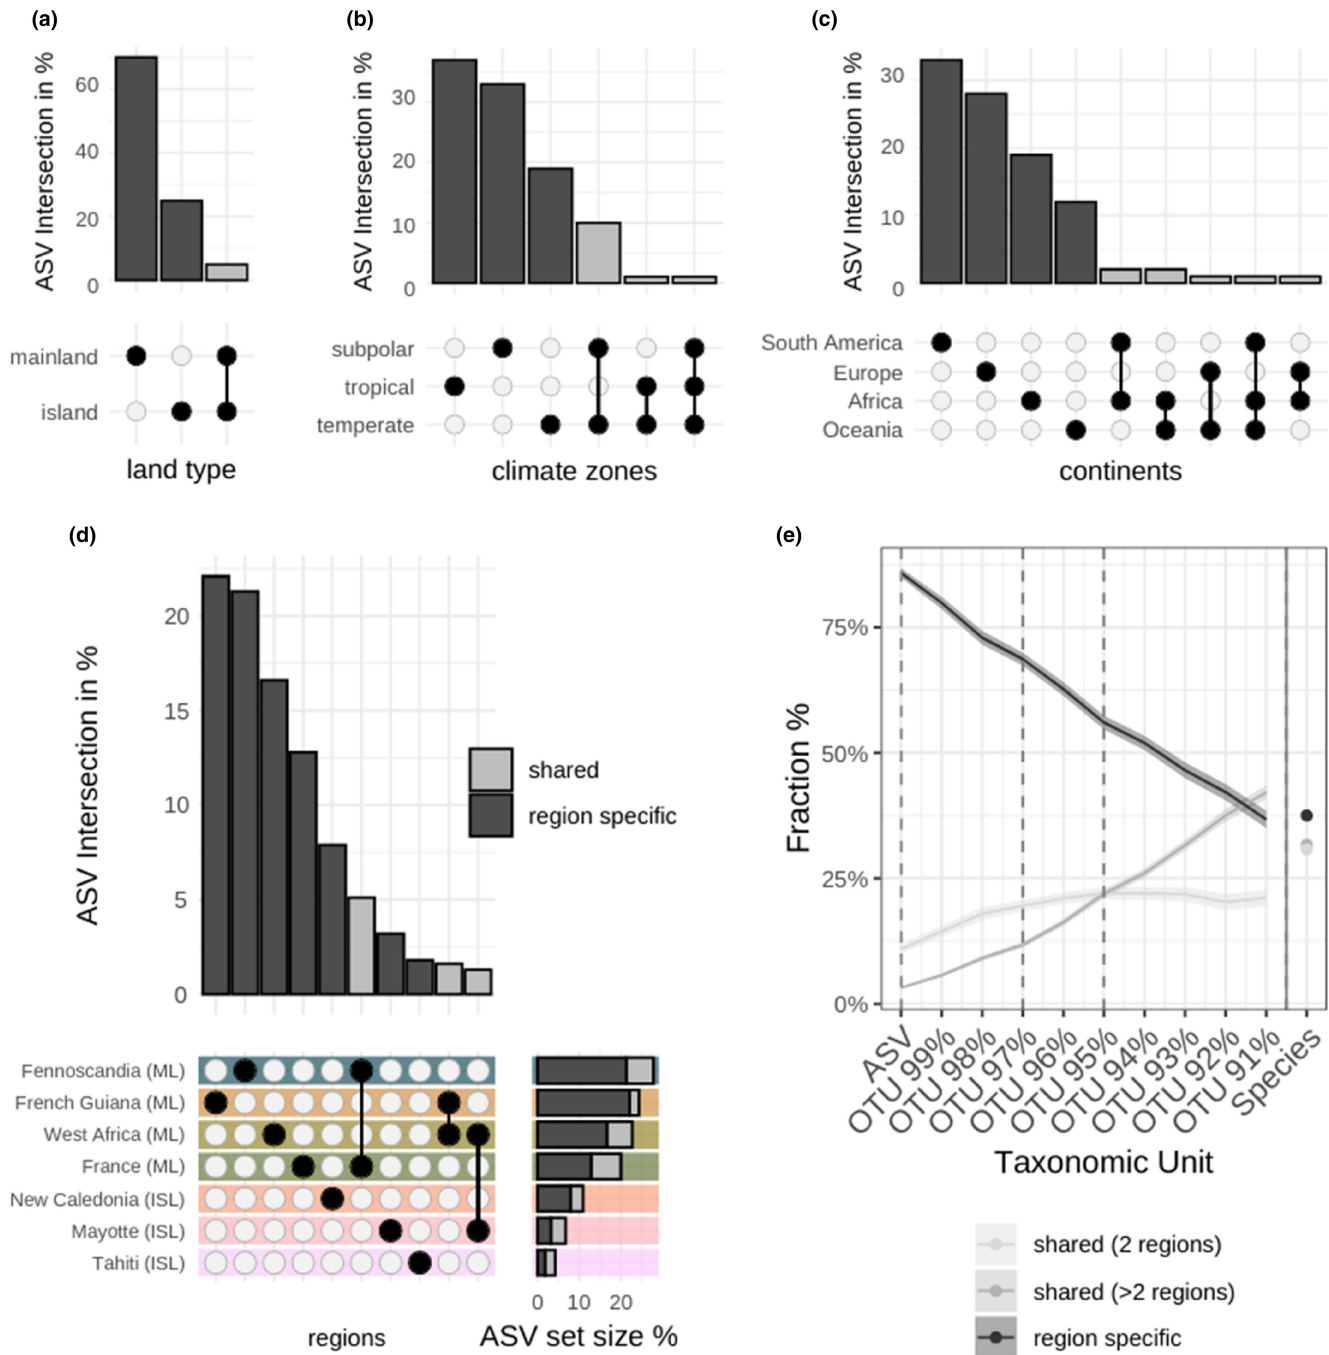 (a)
ASV Intersection in %
60
40
20
0
mainland
island
land type
(b)
ASV Intersection in %
30
20
10
0
subpolar
tropical
temperate
climate zones
(c)
ASV Intersection in %
30
20
10
0
South America
Europe
Africa
Oceania
continents
(d)
ASV Intersection in %
20
15
10
5
0
shared
region specific
Fennoscandia (ML)
French Guiana (ML)
West Africa (ML)
France (ML)
New Caledonia (ISL)
Mayotte (ISL)
Tahiti (ISL)
regions
0 10 20
ASV set size %
(e)
Fraction %
75%
50%
25%
0%
ASV
OTU 99%
OTU 98%
OTU 97%
OTU 96%
OTU 95%
OTU 94%
OTU 93%
OTU 92%
OTU 91%
Species
Taxonomic Unit
shared (2 regions)
shared (>2 regions)
region specific